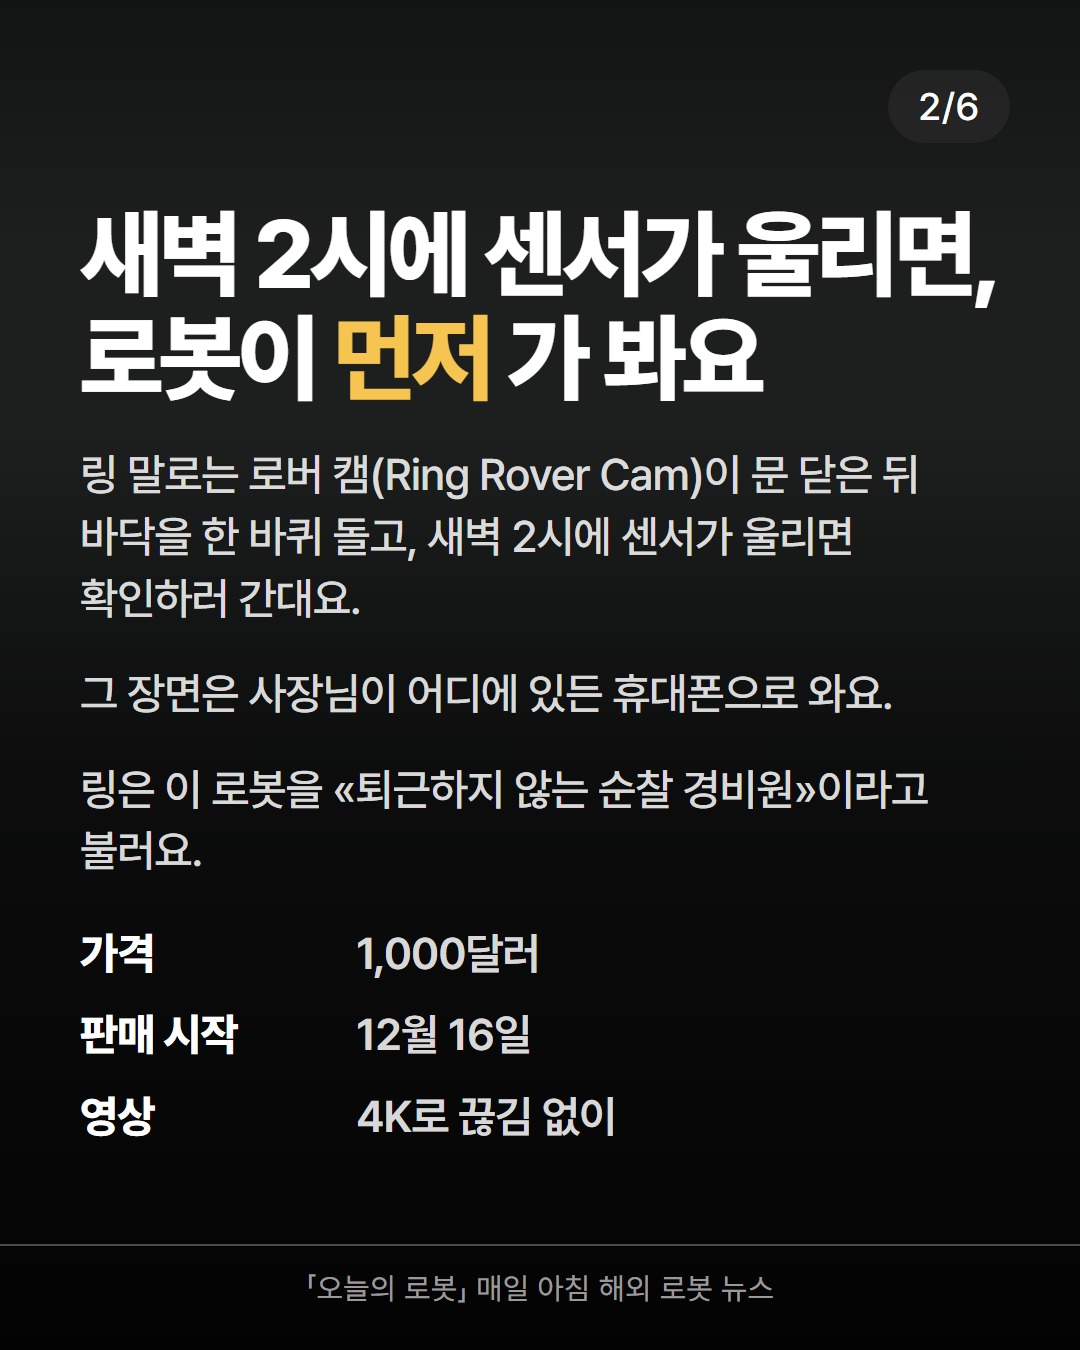 2/6
새벽 2시에 센서가 울리면,
로봇이 먼저 가 봐요
링 말로는 로버 캠(Ring Rover Cam)이 문 닫은 뒤
바닥을 한 바퀴 돌고, 새벽 2시에 센서가 울리면
확인하러 간대요.
그 장면은 사장님이 어디에 있든 휴대폰으로 와요.
링은 이 로봇을 «퇴근하지 않는 순찰 경비원»이라고
불러요.
가격 1,000달러
판매 시작 12월 16일
영상 4K로 끊김 없이
「오늘의 로봇」 매일 아침 해외 로봇 뉴스